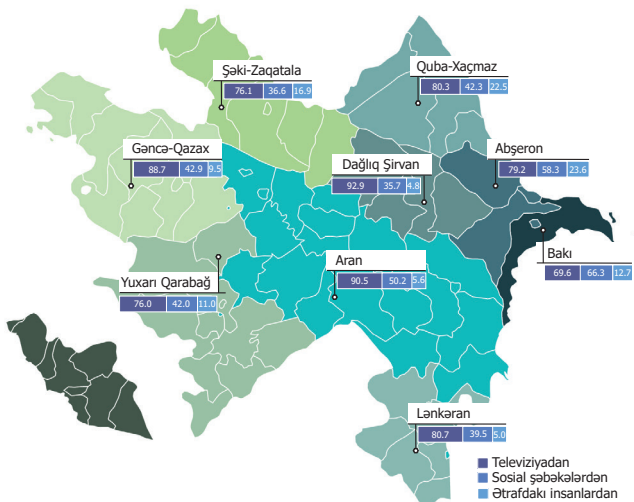 Şəki-Zaqatala
76.1 36.6 16.9
Quba-Xaçmaz
80.3 42.3 22.5
Gəncə-Qazax
88.7 42.9 9.5
Dağlıq Şirvan
92.9 35.7 4.8
Abşeron
79.2 58.3 23.6
Bakı
69.6 66.3 12.7
Aran
90.5 50.2 5.6
Yuxarı Qarabağ
76.0 42.0 11.0
Lənkəran
80.7 39.5 5.0
Televiziyadan
Sosial şəbəkələrdən
Ətrafdakı insanlardan